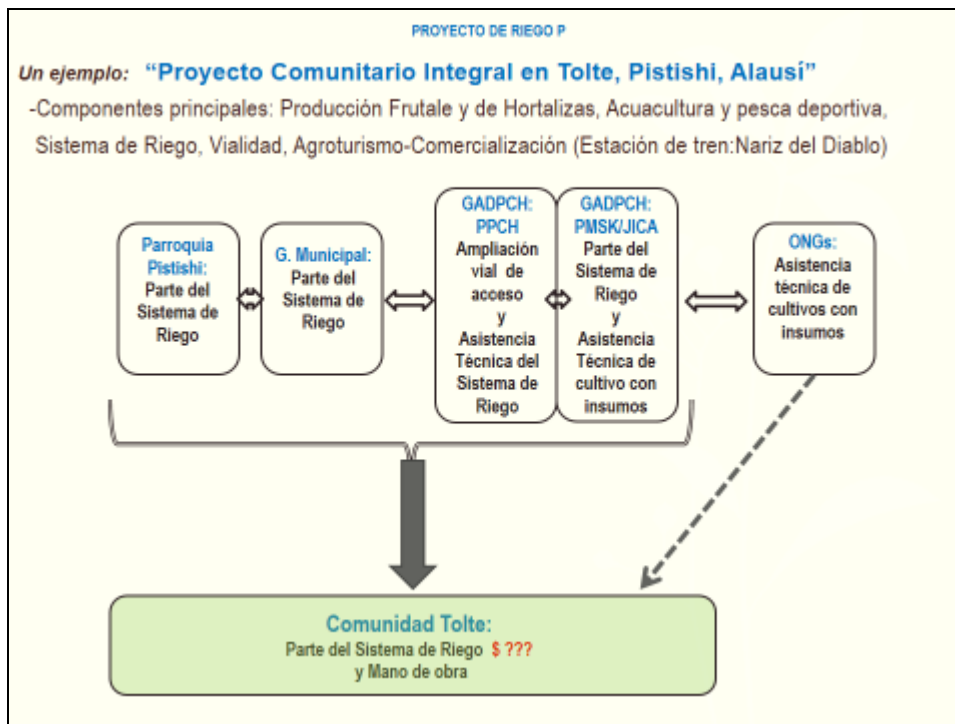 PROYECTO DE RIEGO P
Un ejemplo: “Proyecto Comunitario Integral en Tolte, Pistishi, Alausí”
-Componentes principales: Producción Frutale y de Hortalizas, Acuacultura y pesca deportiva,
Sistema de Riego, Vialidad, Agroturismo-Comercialización (Estación de tren:Nariz del Diablo)
Parroquia
Pistishi:
Parte del
Sistema de
Riego
G. Municipal:
Parte del
Sistema de
Riego
GADPCH:
PPCH
Ampliación
vial de
acceso
y
Asistencia
Técnica del
Sistema de
Riego
GADPCH:
PMSK/JICA
Parte del
Sistema de
Riego
y
Asistencia
Técnica de
cultivo con
insumos
ONGs:
Asistencia
técnica de
cultivos con
insumos
Comunidad Tolte:
Parte del Sistema de Riego $ ???
y Mano de obra